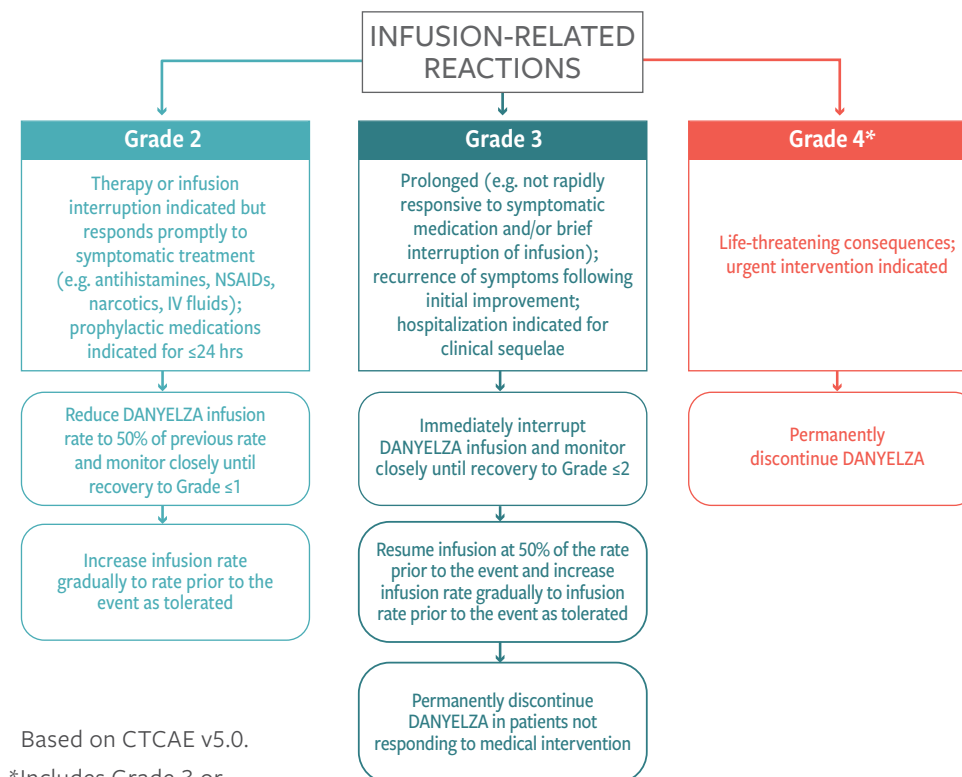 INFUSION-RELATED
REACTIONS
Grade 2
Therapy or infusion
interruption indicated but
responds promptly to
symptomatic treatment
(e.g. antihistamines, NSAIDs,
narcotics, IV fluids);
prophylactic medications
indicated for ≤24 hrs
Reduce DANYELZA infusion
rate to 50% of previous rate
and monitor closely until
recovery to Grade ≤1
Increase infusion rate
gradually to rate prior to the
event as tolerated
Grade 3
Prolonged (e.g. not rapidly
responsive to symptomatic
medication and/or brief
interruption of infusion);
recurrence of symptoms following
initial improvement;
hospitalization indicated for
clinical sequelae
Immediately interrupt
DANYELZA infusion and monitor
closely until recovery to Grade ≤2
Resume infusion at 50% of the rate
prior to the event and increase
infusion rate gradually to infusion
rate prior to the event as tolerated
Permanently discontinue
DANYELZA in patients not
responding to medical intervention
Grade 4*
Life-threatening consequences;
urgent intervention indicated
Permanently
discontinue DANYELZA
Based on CTCAE v5.0.
*Includes Grade 3 or